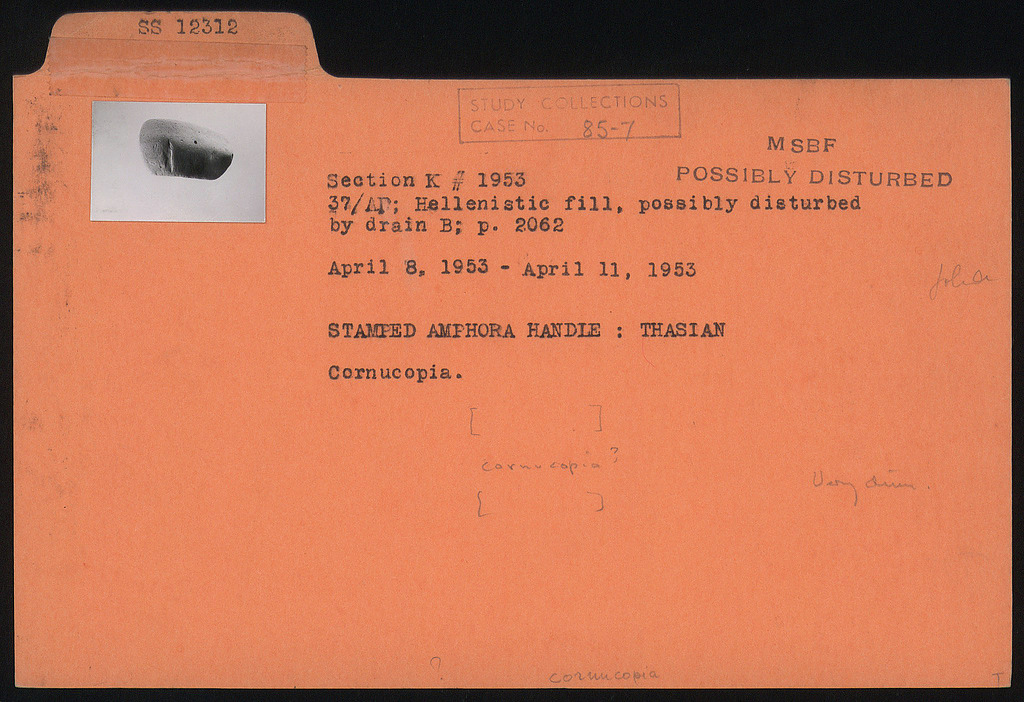 SS 12312
STUDY COLLECTIONS
CASE No. 85-7
MSBF
POSSIBLY DISTURBED
Section K # 1953
37/AD; Hellenistic fill, possibly disturbed
by drain B; p. 2062
April 8, 1953 - April 11, 1953
STAMPED AMPHORA HANDLE : THASIAN
Cornucopia.
[ ]
cornucopia?
[ ]
Very dim.
?
cornucopia
T